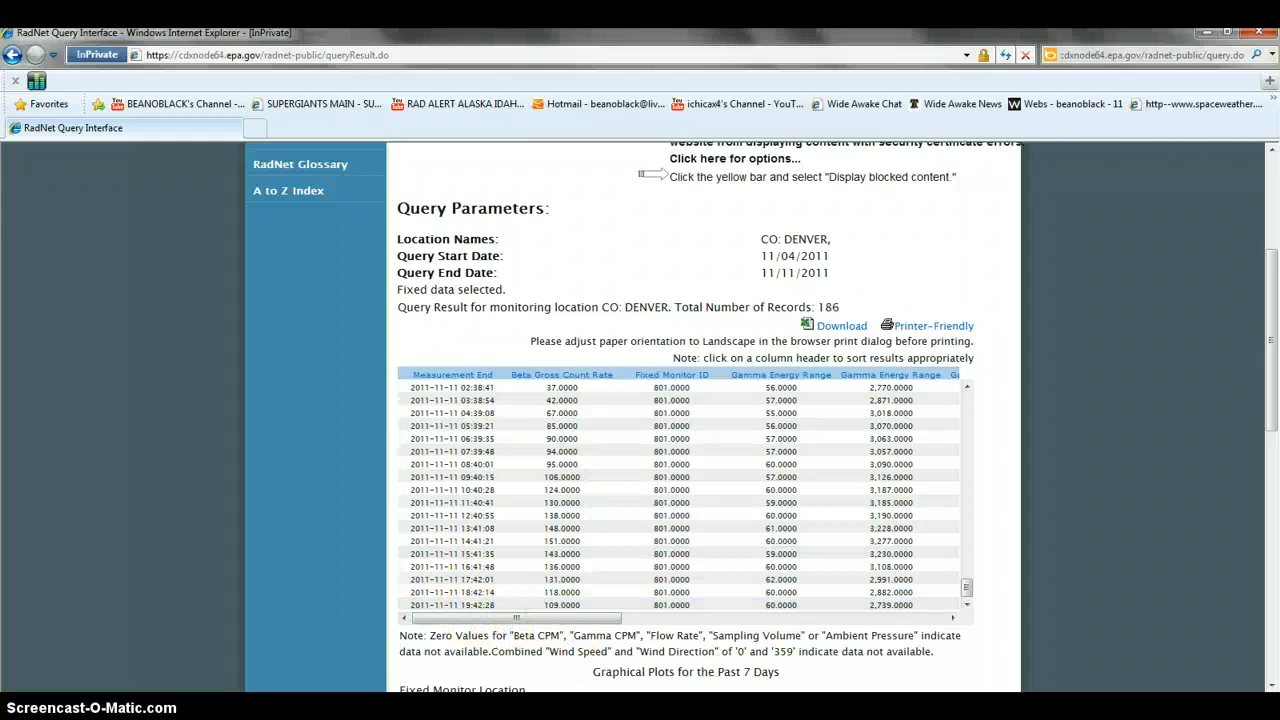 RadNet Query Interface - Windows Internet Explorer - [InPrivate]
InPrivate https://cdxnode64.epa.gov/radnet-public/queryResult.do cdxnode64.epa.gov/radnet-public/query.do
x
Favorites BEANOBLACK's Channel -... SUPERGIANTS MAIN - SU... RAD ALERT ALASKA IDAH... Hotmail - beanoblack@liv... ichicax4's Channel - YouT... Wide Awake Chat Wide Awake News Webs - beanoblack - 11 http--www.spaceweather....
RadNet Query Interface
website from displaying content with security certificate errors.
RadNet Glossary
Click here for options...
Click the yellow bar and select "Display blocked content."
A to Z Index
Query Parameters:
Location Names: CO: DENVER,
Query Start Date: 11/04/2011
Query End Date: 11/11/2011
Fixed data selected.
Query Result for monitoring location CO: DENVER. Total Number of Records: 186
Download Printer-Friendly
Please adjust paper orientation to Landscape in the browser print dialog before printing.
Note: click on a column header to sort results appropriately
Measurement End Beta Gross Count Rate Fixed Monitor ID Gamma Energy Range Gamma Energy Range Ga
2011-11-11 02:38:41 37.0000 801.0000 56.0000 2,770.0000
2011-11-11 03:38:54 42.0000 801.0000 57.0000 2,871.0000
2011-11-11 04:39:08 67.0000 801.0000 55.0000 3,018.0000
2011-11-11 05:39:21 85.0000 801.0000 56.0000 3,070.0000
2011-11-11 06:39:35 90.0000 801.0000 57.0000 3,063.0000
2011-11-11 07:39:48 94.0000 801.0000 57.0000 3,057.0000
2011-11-11 08:40:01 95.0000 801.0000 60.0000 3,090.0000
2011-11-11 09:40:15 106.0000 801.0000 57.0000 3,126.0000
2011-11-11 10:40:28 124.0000 801.0000 60.0000 3,187.0000
2011-11-11 11:40:41 130.0000 801.0000 59.0000 3,185.0000
2011-11-11 12:40:55 138.0000 801.0000 60.0000 3,190.0000
2011-11-11 13:41:08 148.0000 801.0000 61.0000 3,228.0000
2011-11-11 14:41:21 151.0000 801.0000 60.0000 3,277.0000
2011-11-11 15:41:35 143.0000 801.0000 59.0000 3,230.0000
2011-11-11 16:41:48 136.0000 801.0000 60.0000 3,108.0000
2011-11-11 17:42:01 131.0000 801.0000 62.0000 2,991.0000
2011-11-11 18:42:14 118.0000 801.0000 60.0000 2,882.0000
2011-11-11 19:42:28 109.0000 801.0000 60.0000 2,739.0000
Note: Zero Values for "Beta CPM", "Gamma CPM", "Flow Rate", "Sampling Volume" or "Ambient Pressure" indicate
data not available.Combined "Wind Speed" and "Wind Direction" of '0' and '359' indicate data not available.
Graphical Plots for the Past 7 Days
Fixed Monitor Location
Screencast-O-Matic.com